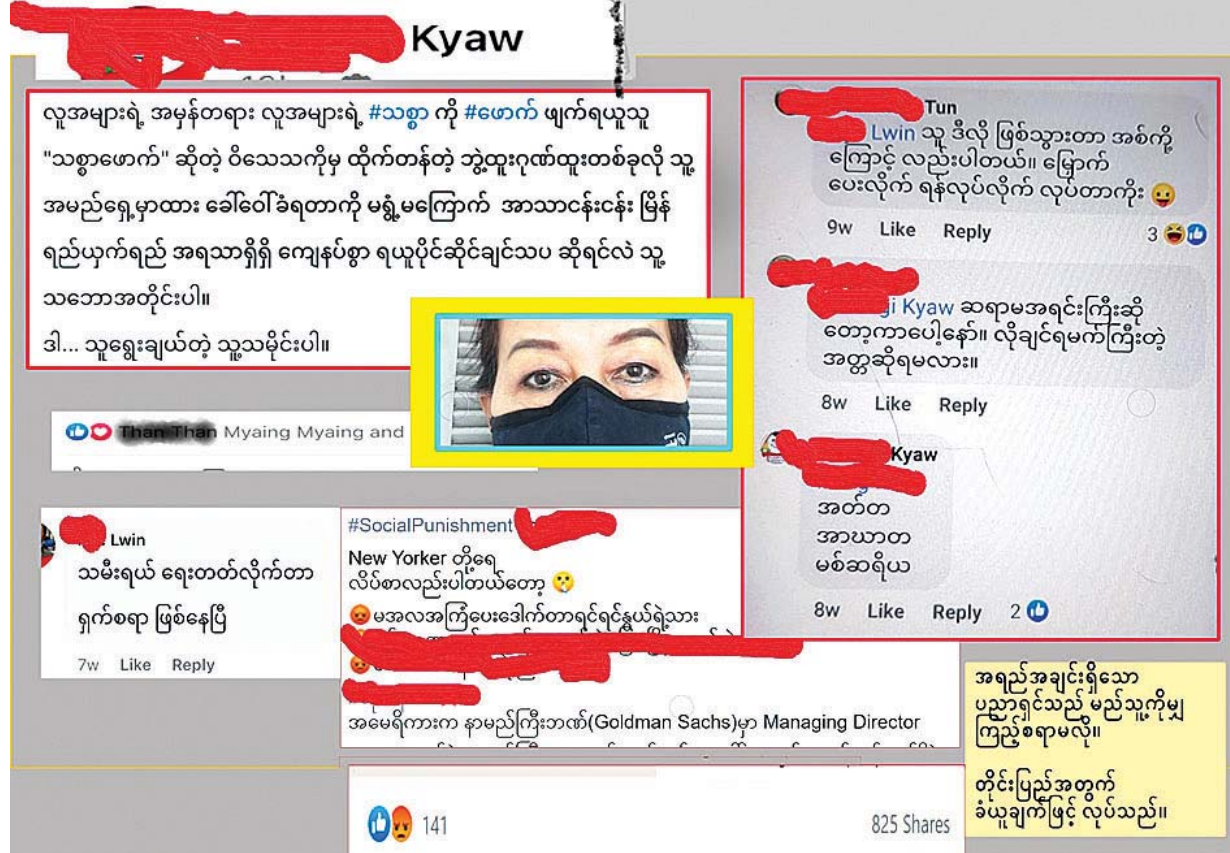 Kyaw
လူအများရဲ့ အမှန်တရား လူအများရဲ့ #သစ္စာ ကို #ဖောက် ဖျက်ရယူသူ
"သစ္စာဖောက်" ဆိုတဲ့ ဝိသေသကိုမှ ထိုက်တန်တဲ့ ဘွဲ့ထူးဂုဏ်ထူးတစ်ခုလို သူ့
အမည်ရှေ့မှာထား ခေါ်ဝေါ်ခံရတာကို မရွံ့မကြောက် အာသာငန်းငန်း မြိန်
ရည်ယှက်ရည် အရသာရှိရှိ ကျေနပ်စွာ ရယူပိုင်ဆိုင်ချင်သပ ဆိုရင်လဲ သူ့
သဘောအတိုင်းပါ။
ဒါ... သူရွေးချယ်တဲ့ သူ့သမိုင်းပါ။
Than Than Myaing Myaing and
Lwin
သမီးရယ် ရေးတတ်လိုက်တာ
ရှက်စရာ ဖြစ်နေပြီ
7w Like Reply
#SocialPunishment
New Yorker တို့ရေ
လိပ်စာလည်းပါတယ်တော့ 🤫
😡မအလအကြံပေးဒေါက်တာရင်ရင်နွယ်ရဲ့သား
😡
အမေရိကားက နာမည်ကြီးဘဏ်(Goldman Sachs)မှာ Managing Director
141
825 Shares
Tun
Lwin သူ ဒီလို ဖြစ်သွားတာ အစ်ကို့
ကြောင့် လည်းပါတယ်။ မြှောက်
ပေးလိုက် ရန်လုပ်လိုက် လုပ်တာကိုး 😛
9w Like Reply 3
gi Kyaw ဆရာမအရင်းကြီးဆို
တော့ကာပေါ့နော်။ လိုချင်ရမက်ကြီးတဲ့
အတ္တဆိုရမလား။
8w Like Reply
Kyaw
အတ်တ
အာဃာတ
မစ်ဆရိယ
8w Like Reply 2
အရည်အချင်းရှိသော
ပညာရှင်သည် မည်သူ့ကိုမျှ
ကြည့်စရာမလို။
တိုင်းပြည်အတွက်
ခံယူချက်ဖြင့် လုပ်သည်။